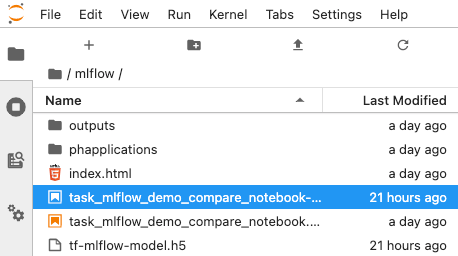 File Edit View Run Kernel Tabs Settings Help
/ mlflow /
Name Last Modified
outputs a day ago
phapplications a day ago
index.html a day ago
task_mlflow_demo_compare_notebook-... 21 hours ago
task_mlflow_demo_compare_notebook.... a day ago
tf-mlflow-model.h5 21 hours ago